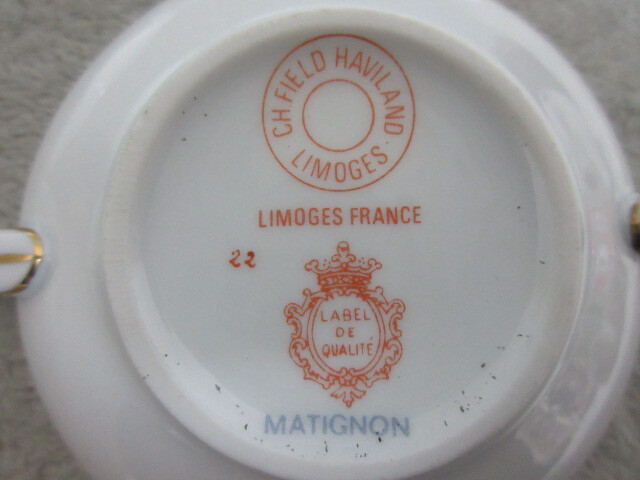 CH.FIELD HAVILAND
LIMOGES
LIMOGES FRANCE
22
LABEL
DE
QUALITÉ
MATIGNON